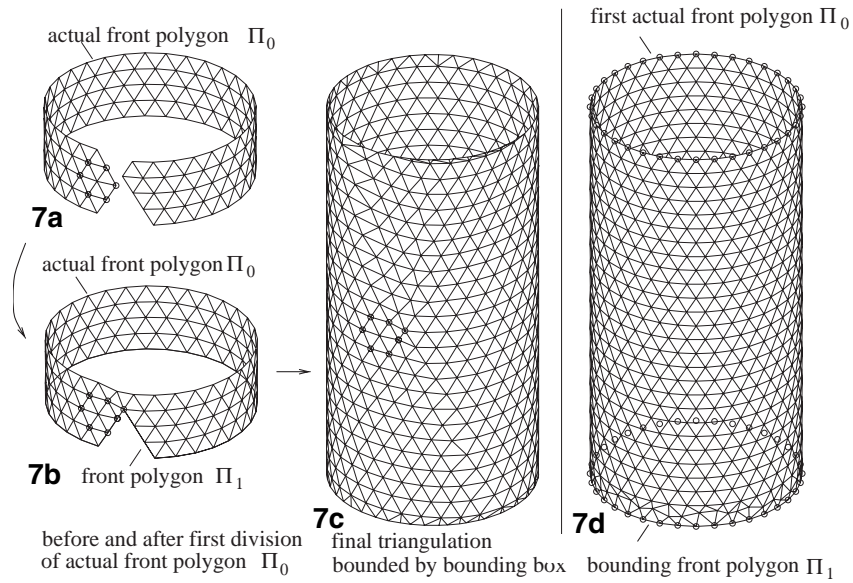 actual front polygon Π0
7a
actual front polygon Π0
7b
front polygon Π1
before and after first division
of actual front polygon Π0
7c
final triangulation
bounded by bounding box
first actual front polygon Π0
7d
bounding front polygon Π1